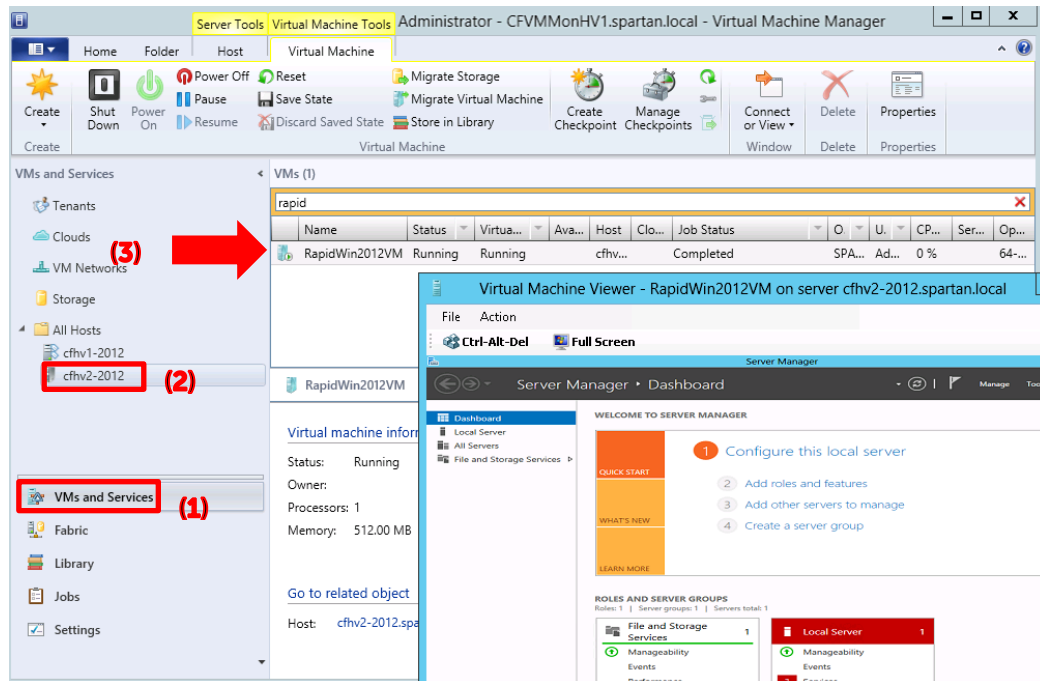 Server Tools Virtual Machine Tools Administrator - CFVMMonHV1.spartan.local - Virtual Machine Manager
Home Folder Host Virtual Machine
Create
Shut Down
Power On
Power Off
Pause
Resume
Reset
Save State
Discard Saved State
Migrate Storage
Migrate Virtual Machine
Store in Library
Create Checkpoint
Manage Checkpoints
Connect or View
Delete
Properties
Create Virtual Machine Window Delete Properties
VMs and Services
Tenants
Clouds
(3)
VM Networks
Storage
All Hosts
cfhv1-2012
cfhv2-2012
(2)
VMs and Services
(1)
Fabric
Library
Jobs
Settings
VMs (1)
rapid
Name Status Virtua... Ava... Host Clo... Job Status O. U. CP... Ser... Op...
RapidWin2012VM Running Running cfhv... Completed SPA... Ad... 0 % 64-...
RapidWin2012VM
Virtual machine infor
Status: Running
Owner:
Processors: 1
Memory: 512.00 MB
Go to related object
Host: cfhv2-2012.spa
Virtual Machine Viewer - RapidWin2012VM on server cfhv2-2012.spartan.local
File Action
Ctrl-Alt-Del Full Screen
Server Manager
Server Manager • Dashboard
Manage Too
Dashboard
Local Server
All Servers
File and Storage Services
WELCOME TO SERVER MANAGER
QUICK START
WHAT'S NEW
LEARN MORE
1 Configure this local server
2 Add roles and features
3 Add other servers to manage
4 Create a server group
ROLES AND SERVER GROUPS
Roles: 1 | Server groups: 1 | Servers total: 1
File and Storage Services 1
Manageability
Events
Performance
Local Server 1
Manageability
Events
2 Services